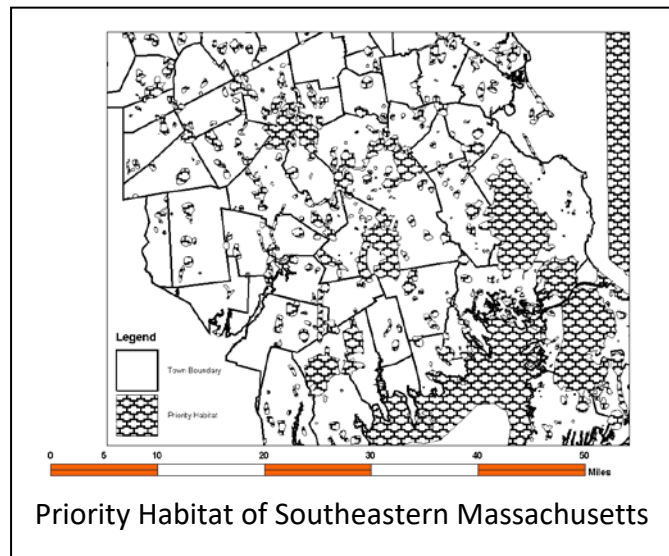 Legend
Town Boundary
Priority Habitat
0 5 10 20 30 40 50
Miles
Priority Habitat of Southeastern Massachusetts